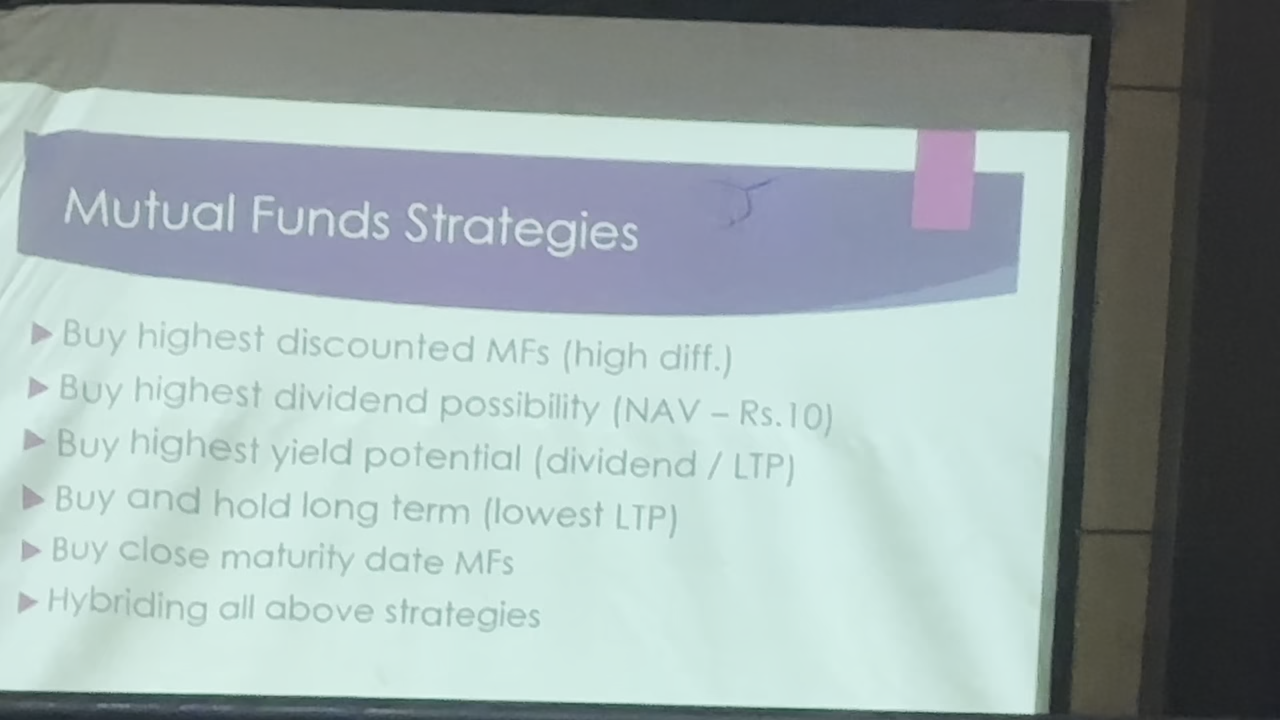 Mutual Funds Strategies
Buy highest discounted MFs (high diff.)
Buy highest dividend possibility (NAV – Rs.10)
Buy highest yield potential (dividend / LTP)
Buy and hold long term (lowest LTP)
Buy close maturity date MFs
Hybriding all above strategies